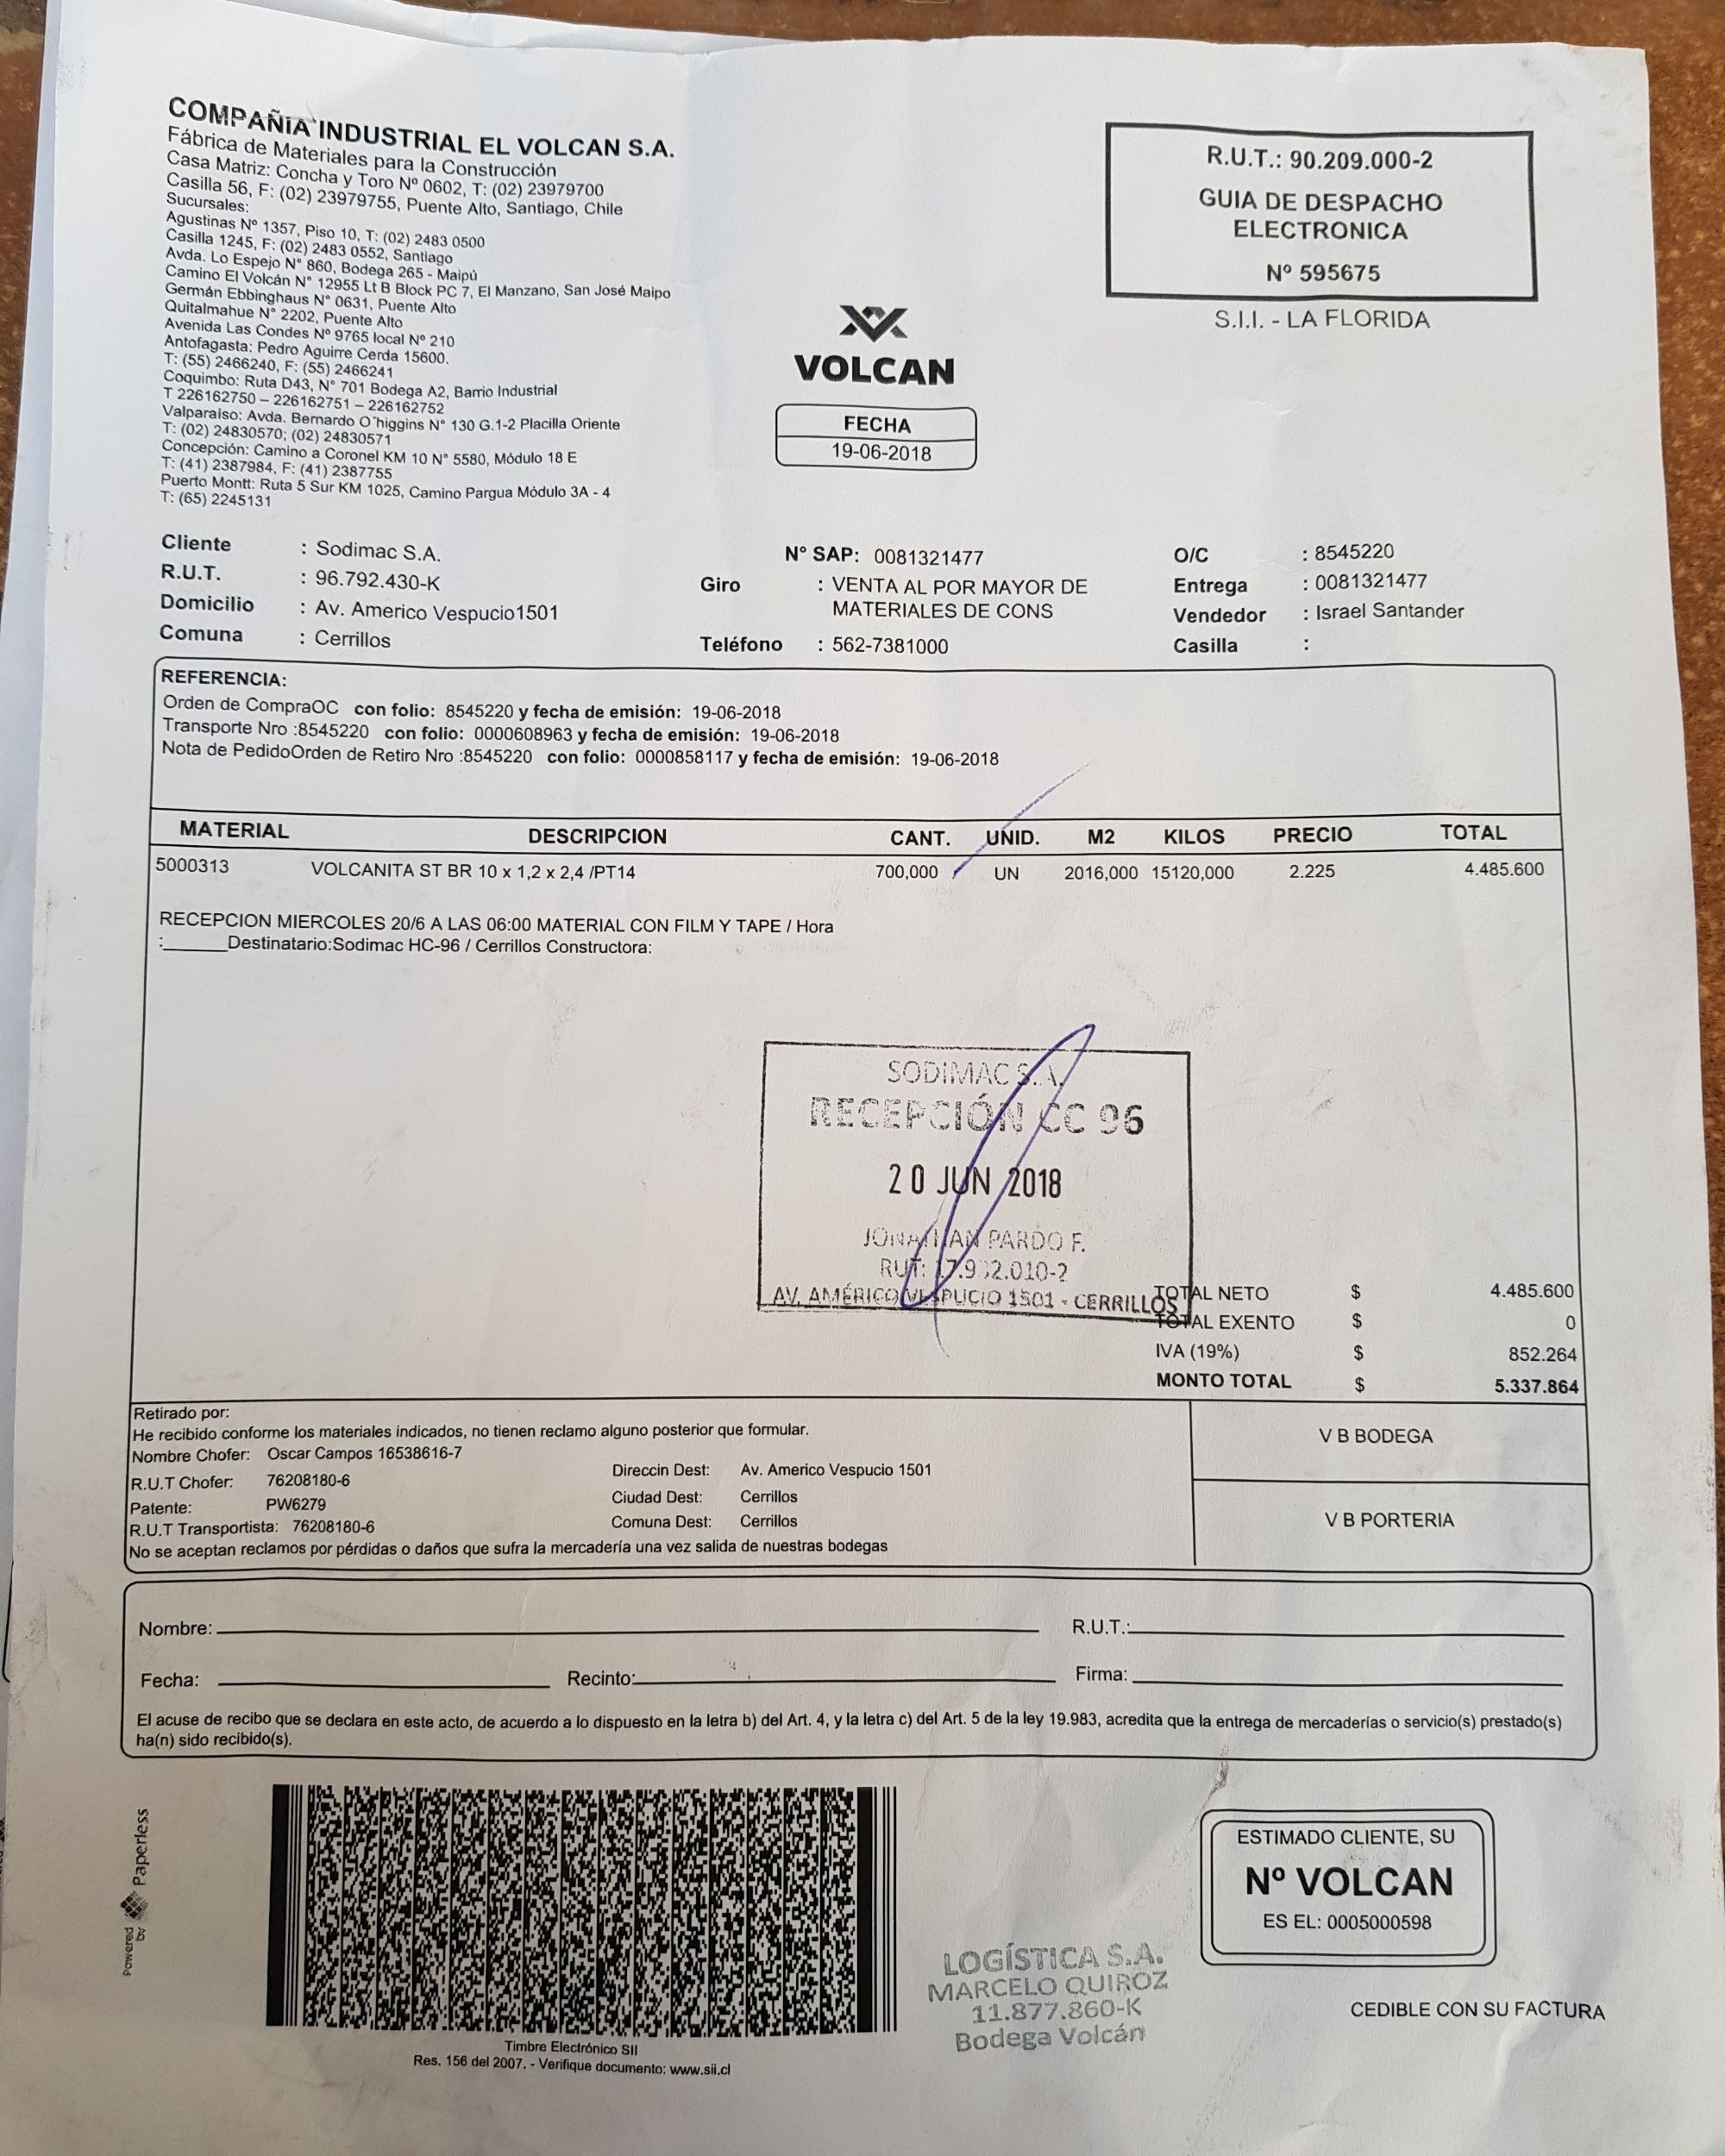 COMPAÑIA INDUSTRIAL EL VOLCAN S.A.
Fábrica de Materiales para la Construcción
Casa Matriz: Concha y Toro Nº 0602, T: (02) 23979700
Casilla 56, F: (02) 23979755, Puente Alto, Santiago, Chile
Sucursales:
Agustinas Nº 1357, Piso 10, T: (02) 2483 0500
Casilla 1245, F: (02) 2483 0552, Santiago
Avda. Lo Espejo N° 860, Bodega 265 - Maipú
Camino El Volcán N° 12955 Lt B Block PC 7, El Manzano, San José Maipo
Germán Ebbinghaus N° 0631, Puente Alto
Quitalmahue N° 2202, Puente Alto
Avenida Las Condes Nº 9765 local Nº 210
Antofagasta: Pedro Aguirre Cerda 15600.
T: (55) 2466240, F: (55) 2466241
Coquimbo: Ruta D43, N° 701 Bodega A2, Barrio Industrial
T 226162750 – 226162751 – 226162752
Valparaíso: Avda. Bernardo O´higgins N° 130 G.1-2 Placilla Oriente
T: (02) 24830570; (02) 24830571
Concepción: Camino a Coronel KM 10 N° 5580, Módulo 18 E
T: (41) 2387984, F: (41) 2387755
Puerto Montt: Ruta 5 Sur KM 1025, Camino Pargua Módulo 3A - 4
T: (65) 2245131
VOLCAN
FECHA
19-06-2018
R.U.T.: 90.209.000-2
GUIA DE DESPACHO
ELECTRONICA
Nº 595675
S.I.I. - LA FLORIDA
Cliente : Sodimac S.A.
R.U.T. : 96.792.430-K
Domicilio : Av. Americo Vespucio1501
Comuna : Cerrillos
N° SAP: 0081321477
Giro : VENTA AL POR MAYOR DE
MATERIALES DE CONS
Teléfono : 562-7381000
O/C : 8545220
Entrega : 0081321477
Vendedor : Israel Santander
Casilla :
REFERENCIA:
Orden de CompraOC con folio: 8545220 y fecha de emisión: 19-06-2018
Transporte Nro :8545220 con folio: 0000608963 y fecha de emisión: 19-06-2018
Nota de PedidoOrden de Retiro Nro :8545220 con folio: 0000858117 y fecha de emisión: 19-06-2018
MATERIAL DESCRIPCION CANT. UNID. M2 KILOS PRECIO TOTAL
5000313 VOLCANITA ST BR 10 x 1,2 x 2,4 /PT14 700,000 UN 2016,000 15120,000 2.225 4.485.600
RECEPCION MIERCOLES 20/6 A LAS 06:00 MATERIAL CON FILM Y TAPE / Hora
:______Destinatario:Sodimac HC-96 / Cerrillos Constructora:
SODIMAC S.A.
RECEPCIÓN CC 96
20 JUN 2018
JONATHAN PARDO F.
RUT:
AV. AMÉRICO VESPUCIO 1501 - CERRILLOS
TOTAL NETO $ 4.485.600
TOTAL EXENTO $ 0
IVA (19%) $ 852.264
MONTO TOTAL $ 5.337.864
Retirado por:
He recibido conforme los materiales indicados, no tienen reclamo alguno posterior que formular.
Nombre Chofer: Oscar Campos 16538616-7
R.U.T Chofer: 76208180-6
Patente: PW6279
R.U.T Transportista: 76208180-6
Direccin Dest: Av. Americo Vespucio 1501
Ciudad Dest: Cerrillos
Comuna Dest: Cerrillos
No se aceptan reclamos por pérdidas o daños que sufra la mercadería una vez salida de nuestras bodegas
V B BODEGA
V B PORTERIA
Nombre: R.U.T.:
Fecha: Recinto: Firma:
El acuse de recibo que se declara en este acto, de acuerdo a lo dispuesto en la letra b) del Art. 4, y la letra c) del Art. 5 de la ley 19.983, acredita que la entrega de mercaderías o servicio(s) prestado(s)
ha(n) sido recibido(s).
Powered by Paperless
Timbre Electrónico SII
Res. 156 del 2007. - Verifique documento: www.sii.cl
LOGÍSTICA S.A.
MARCELO QUIROZ
11.877.860-K
Bodega Volcán
ESTIMADO CLIENTE, SU
Nº VOLCAN
ES EL: 0005000598
CEDIBLE CON SU FACTURA